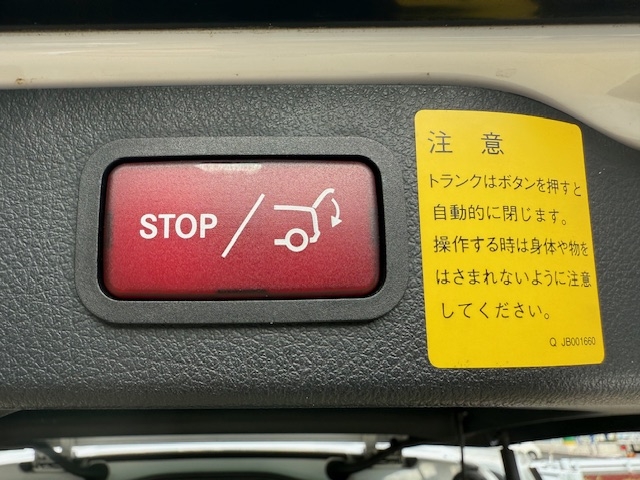 STOP
注意
トランクはボタンを押すと
自動的に閉じます。
操作する時は身体や物を
はさまれないように注意
してください。
Q JB001660